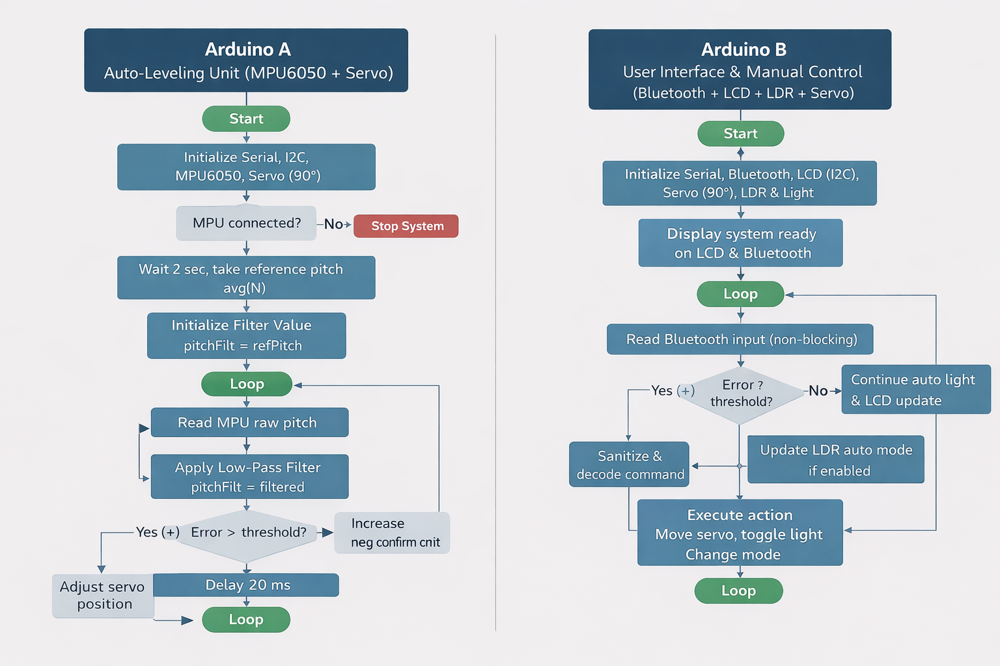 Arduino A
Auto-Leveling Unit (MPU6050 + Servo)
Start
Initialize Serial, I2C,
MPU6050, Servo (90°)
MPU connected?
No
Stop System
Wait 2 sec, take reference pitch
avg(N)
Initialize Filter Value
pitchFilt = refPitch
Loop
Read MPU raw pitch
Apply Low-Pass Filter
pitchFilt = filtered
Yes (+)
Error > threshold?
Increase
neg confirm cnit
Adjust servo
position
Delay 20 ms
Loop
Arduino B
User Interface & Manual Control
(Bluetooth + LCD + LDR + Servo)
Start
Initialize Serial, Bluetooth, LCD (I2C),
Servo (90°), LDR & Light
Display system ready
on LCD & Bluetooth
Loop
Read Bluetooth input (non-blocking)
Yes (+)
Error ?
threshold?
No
Continue auto light
& LCD update
Sanitize &
decode command
Update LDR auto mode
if enabled
Execute action
Move servo, toggle light
Change mode
Loop